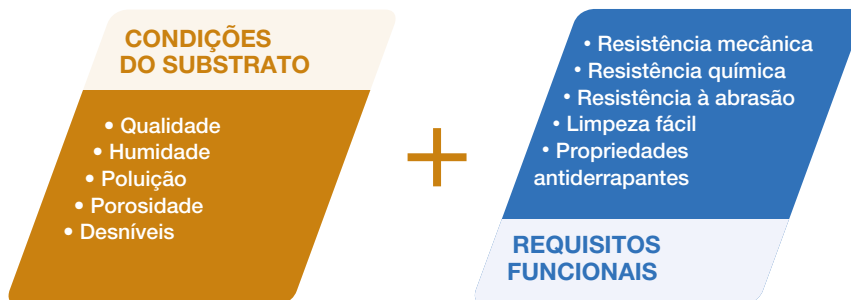 CONDIÇÕES
DO SUBSTRATO
• Qualidade
• Humidade
• Poluição
• Porosidade
• Desníveis
+
• Resistência mecânica
• Resistência química
• Resistência à abrasão
• Limpeza fácil
• Propriedades
antiderrapantes
REQUISITOS
FUNCIONAIS